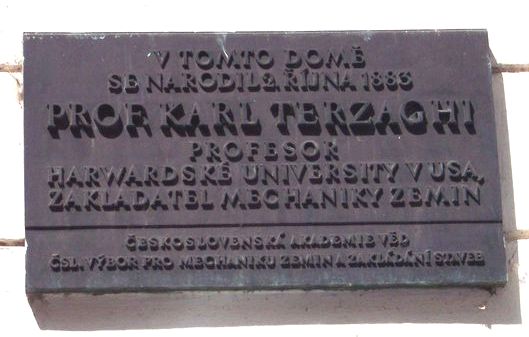 V TOMTO DOMĚ
SE NARODIL 2. ŘÍJNA 1883
PROF. KARL TERZAGHI
PROFESOR
HARWARDSKÉ UNIVERSITY V USA,
ZAKLADATEL MECHANIKY ZEMIN
ČESKOSLOVENSKÁ AKADEMIE VĚD
ČSL. VÝBOR PRO MECHANIKU ZEMIN A ZAKLÁDÁNÍ STAVEB